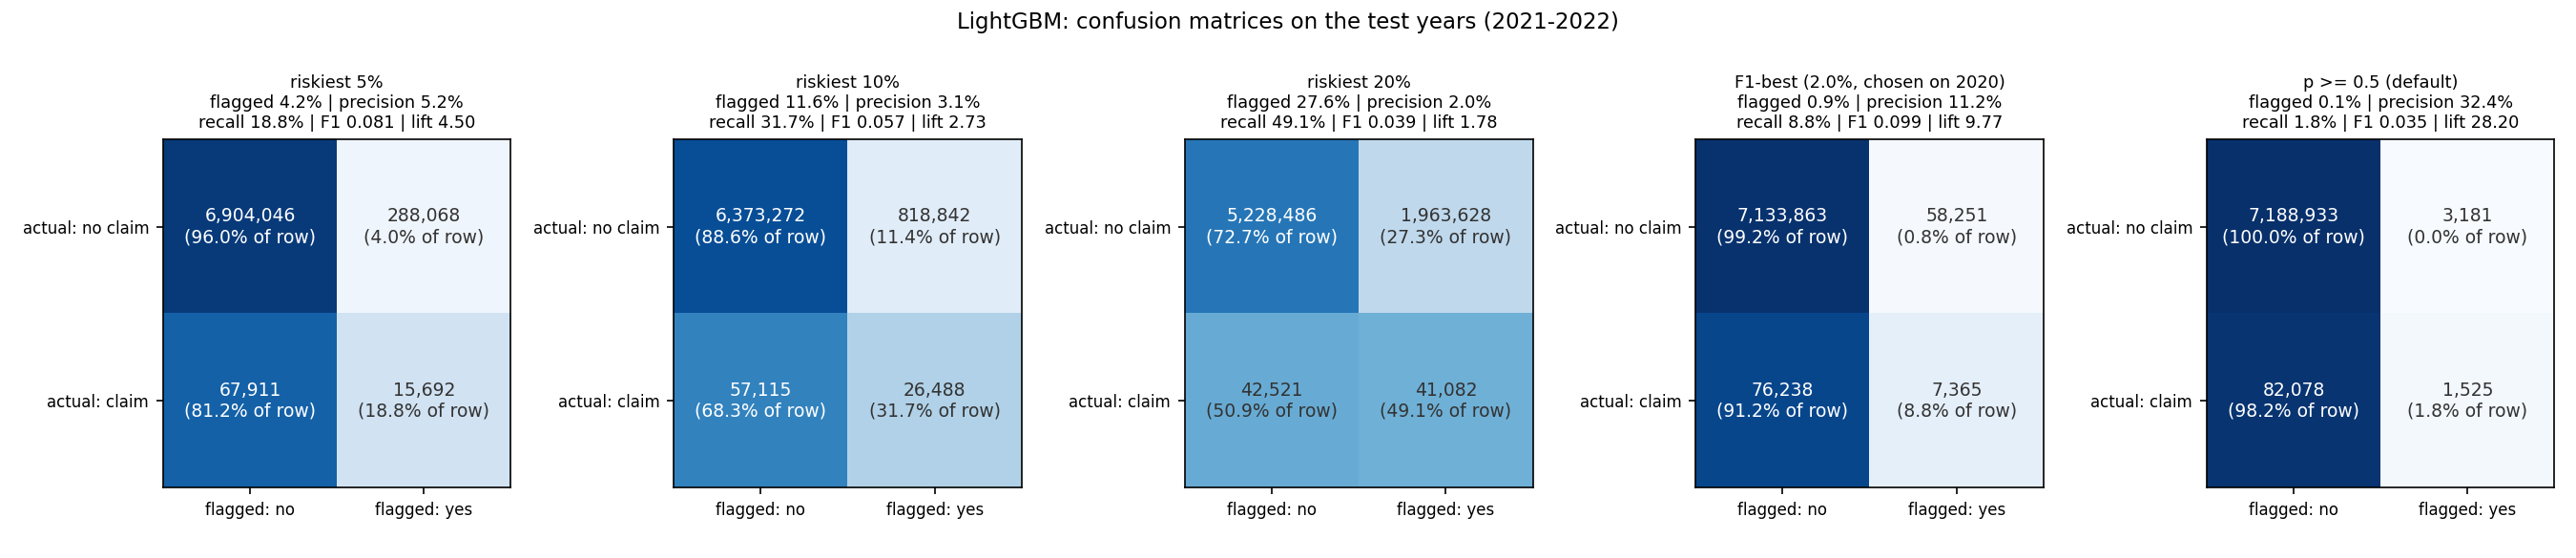 LightGBM: confusion matrices on the test years (2021-2022)
riskiest 5%
flagged 4.2% | precision 5.2%
recall 18.8% | F1 0.081 | lift 4.50
actual: no claim
6,904,046
(96.0% of row)
288,068
(4.0% of row)
actual: claim
67,911
(81.2% of row)
15,692
(18.8% of row)
flagged: no
flagged: yes
riskiest 10%
flagged 11.6% | precision 3.1%
recall 31.7% | F1 0.057 | lift 2.73
actual: no claim
6,373,272
(88.6% of row)
818,842
(11.4% of row)
actual: claim
57,115
(68.3% of row)
26,488
(31.7% of row)
flagged: no
flagged: yes
riskiest 20%
flagged 27.6% | precision 2.0%
recall 49.1% | F1 0.039 | lift 1.78
actual: no claim
5,228,486
(72.7% of row)
1,963,628
(27.3% of row)
actual: claim
42,521
(50.9% of row)
41,082
(49.1% of row)
flagged: no
flagged: yes
F1-best (2.0%, chosen on 2020)
flagged 0.9% | precision 11.2%
recall 8.8% | F1 0.099 | lift 9.77
actual: no claim
7,133,863
(99.2% of row)
58,251
(0.8% of row)
actual: claim
76,238
(91.2% of row)
7,365
(8.8% of row)
flagged: no
flagged: yes
p >= 0.5 (default)
flagged 0.1% | precision 32.4%
recall 1.8% | F1 0.035 | lift 28.20
actual: no claim
7,188,933
(100.0% of row)
3,181
(0.0% of row)
actual: claim
82,078
(98.2% of row)
1,525
(1.8% of row)
flagged: no
flagged: yes